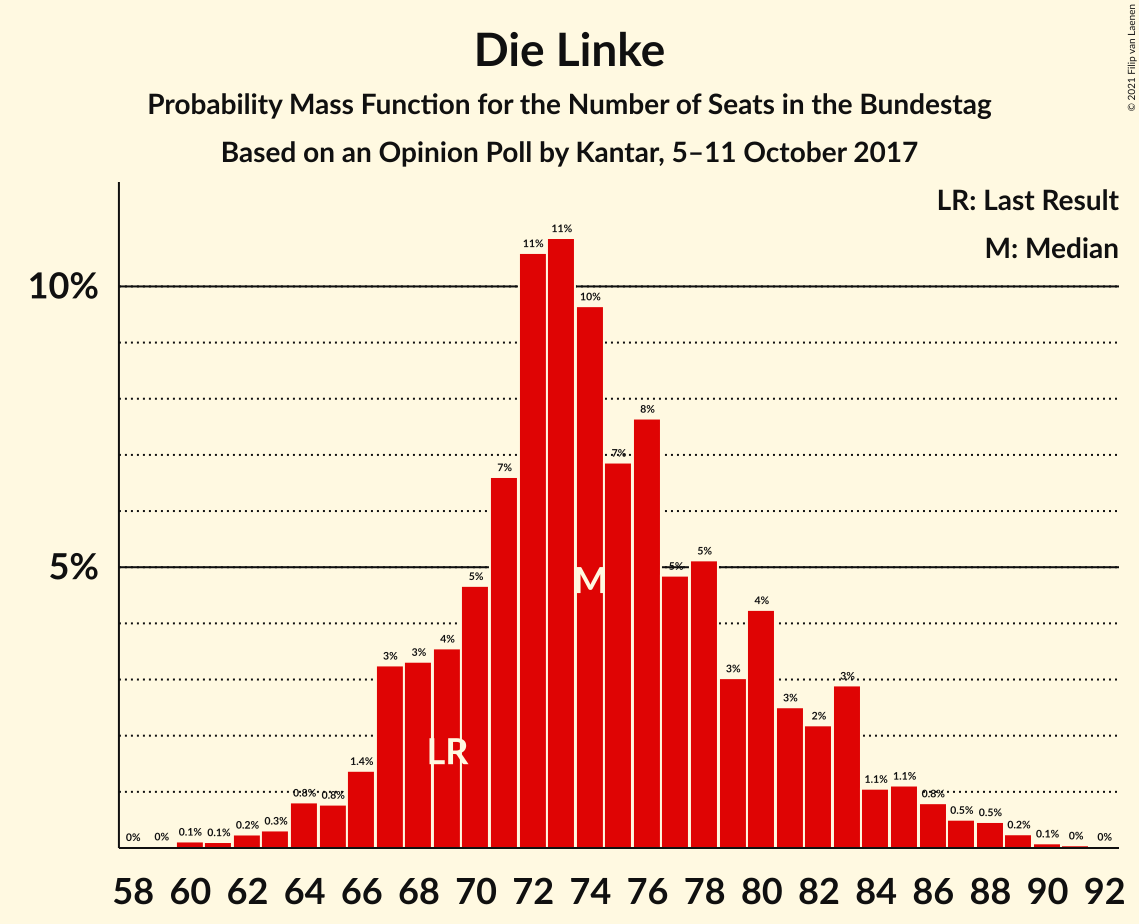 Die Linke
Probability Mass Function for the Number of Seats in the Bundestag
Based on an Opinion Poll by Kantar, 5–11 October 2017
© 2021 Filip van Laenen
LR: Last Result
M: Median
10%
5%
0% 0% 0.1% 0.1% 0.2% 0.3% 0.8% 0.8% 1.4% 3% 3% 4% 5% 7% 11% 11% 10% 7% 8% 5% 5% 3% 4% 3% 2% 3% 1.1% 1.1% 0.8% 0.5% 0.5% 0.2% 0.1% 0% 0%
M
LR
58 60 62 64 66 68 70 72 74 76 78 80 82 84 86 88 90 92